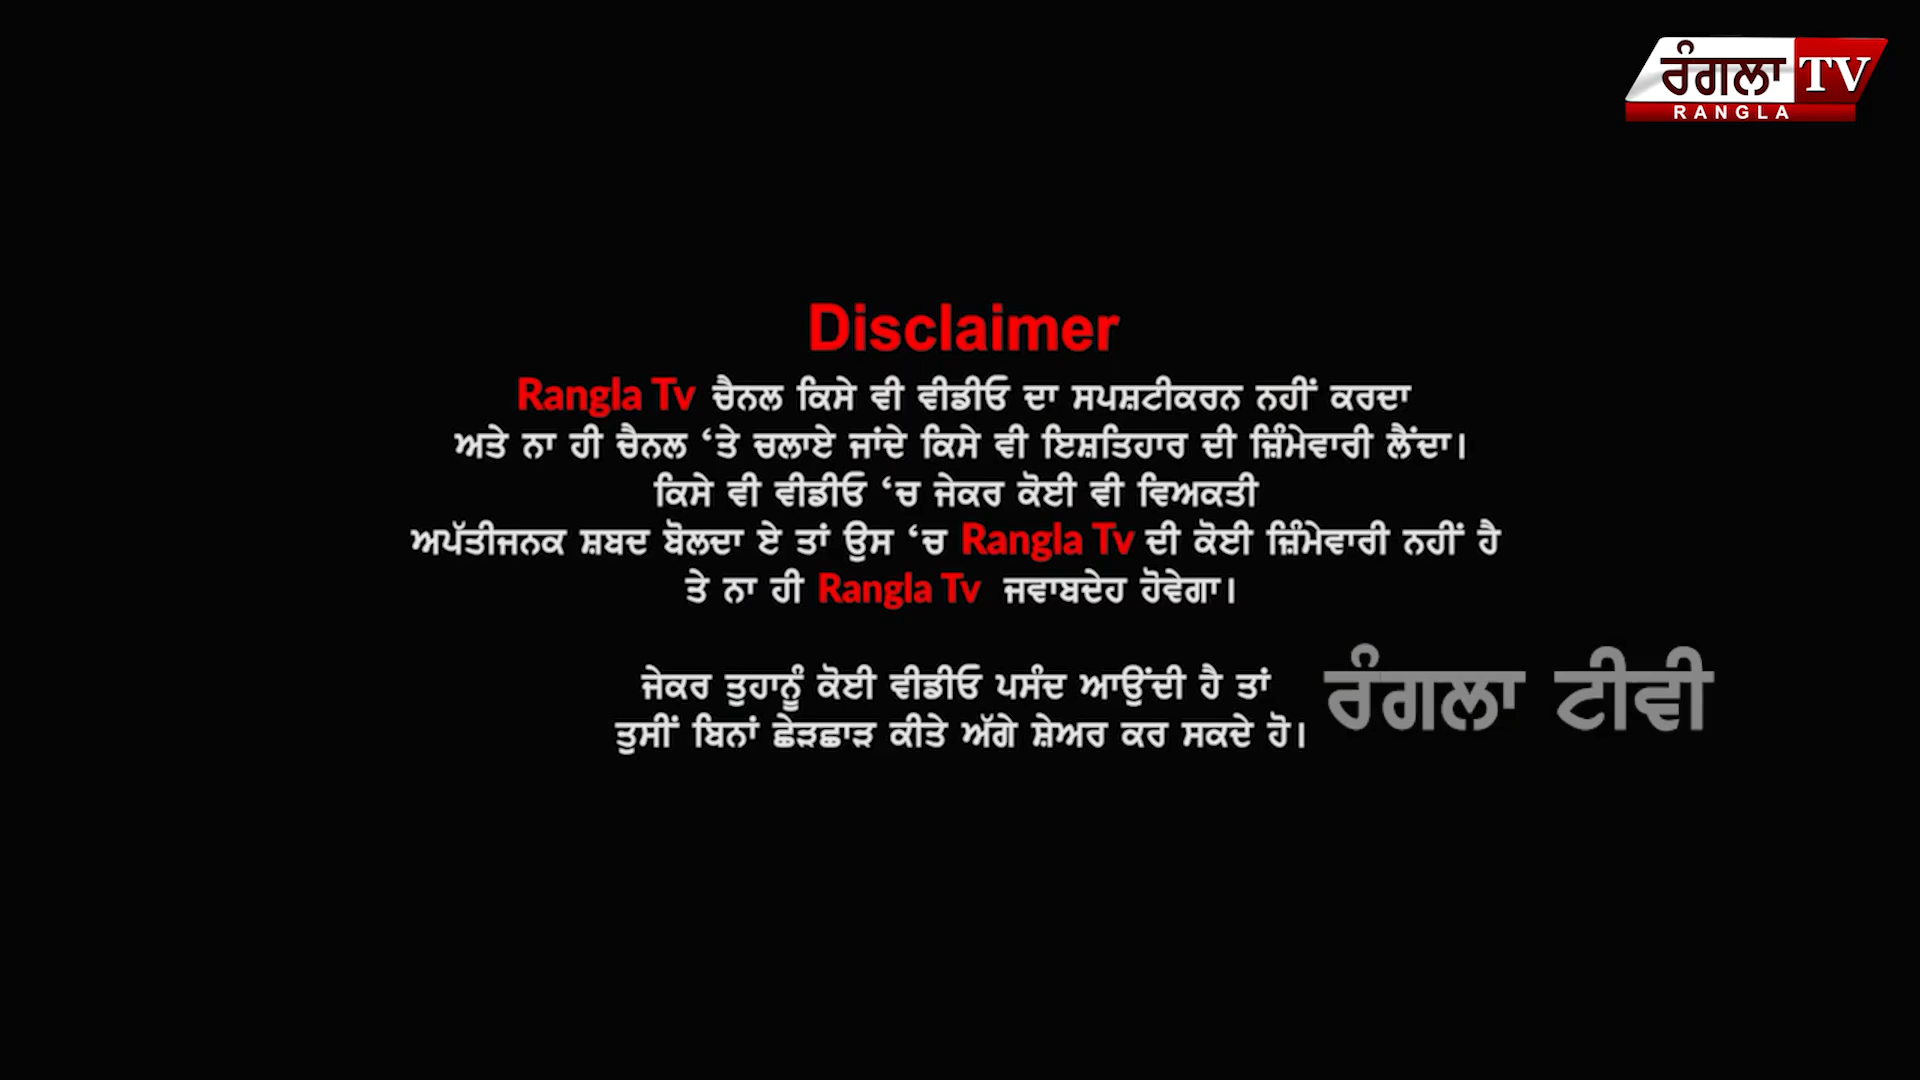 ਰੰਗਲਾ TV
RANGLA
Disclaimer
Rangla Tv ਚੈਨਲ ਕਿਸੇ ਵੀ ਵੀਡੀਓ ਦਾ ਸਪਸ਼ਟੀਕਰਨ ਨਹੀਂ ਕਰਦਾ
ਅਤੇ ਨਾ ਹੀ ਚੈਨਲ ‘ਤੇ ਚਲਾਏ ਜਾਂਦੇ ਕਿਸੇ ਵੀ ਇਸ਼ਤਿਹਾਰ ਦੀ ਜ਼ਿੰਮੇਵਾਰੀ ਲੈਂਦਾ।
ਕਿਸੇ ਵੀ ਵੀਡੀਓ ‘ਚ ਜੇਕਰ ਕੋਈ ਵੀ ਵਿਅਕਤੀ
ਅਪੱਤੀਜਨਕ ਸ਼ਬਦ ਬੋਲਦਾ ਏ ਤਾਂ ਉਸ ‘ਚ Rangla Tv ਦੀ ਕੋਈ ਜ਼ਿੰਮੇਵਾਰੀ ਨਹੀਂ ਹੈ
ਤੇ ਨਾ ਹੀ Rangla Tv ਜਵਾਬਦੇਹ ਹੋਵੇਗਾ।
ਜੇਕਰ ਤੁਹਾਨੂੰ ਕੋਈ ਵੀਡੀਓ ਪਸੰਦ ਆਉਂਦੀ ਹੈ ਤਾਂ
ਤੁਸੀਂ ਬਿਨਾਂ ਛੇੜਛਾੜ ਕੀਤੇ ਅੱਗੇ ਸ਼ੇਅਰ ਕਰ ਸਕਦੇ ਹੋ।
ਰੰਗਲਾ ਟੀਵੀ